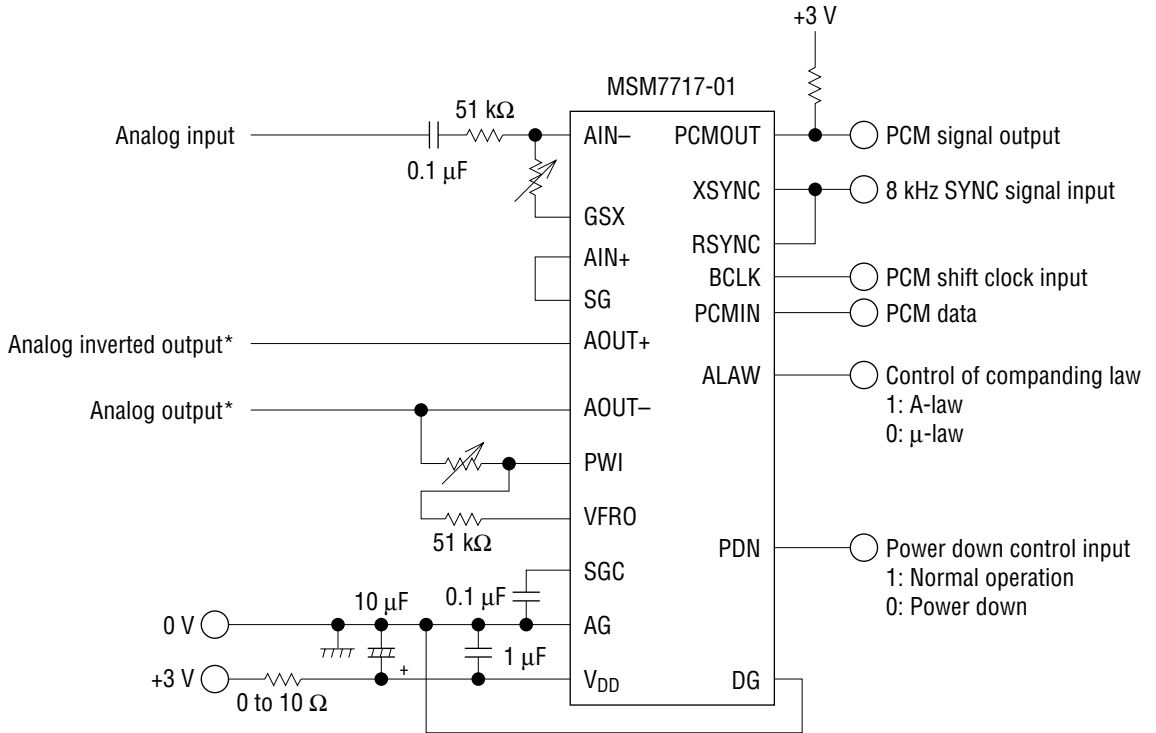 +3 V
MSM7717-01
Analog input
0.1 μF
51 kΩ
AIN–
GSX
AIN+
SG
Analog inverted output*
AOUT+
Analog output*
AOUT–
PWI
51 kΩ
VFRO
SGC
0.1 μF
10 μF
0 V
AG
+
1 μF
+3 V
0 to 10 Ω
VDD
PCMOUT
PCM signal output
XSYNC
8 kHz SYNC signal input
RSYNC
BCLK
PCM shift clock input
PCMIN
PCM data
ALAW
Control of companding law
1: A-law
0: μ-law
PDN
Power down control input
1: Normal operation
0: Power down
DG